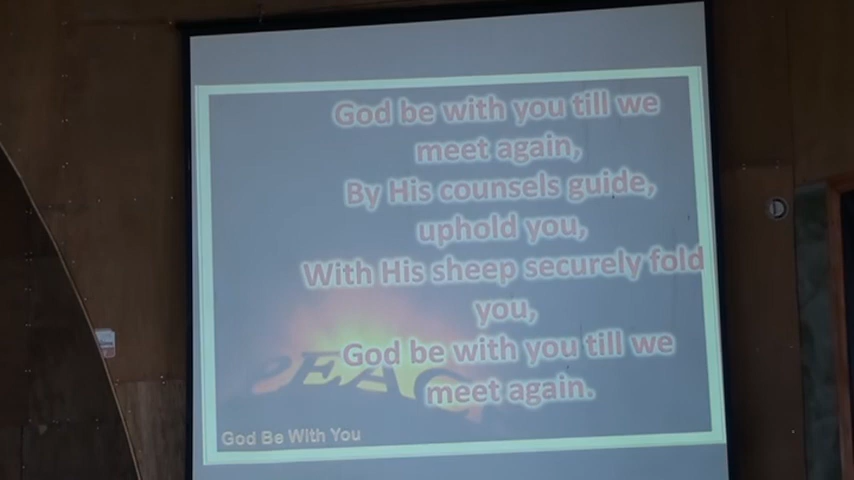 God be with you till we
meet again,
By His counsels guide,
uphold you,
With His sheep securely fold
you,
God be with you till we
meet again.
PEAC
God Be With You